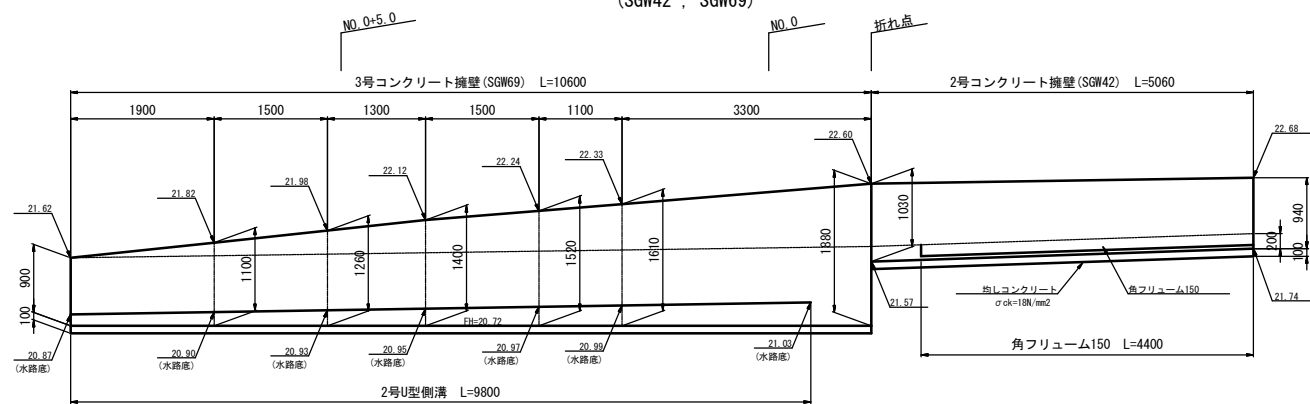 (SGW42 , SGW69)
NO.0+5.0
NO.0
折れ点
3号コンクリート擁壁(SGW69) L=10600
2号コンクリート擁壁(SGW42) L=5060
1900
1500
1300
1500
1100
3300
21.62
21.82
21.98
22.12
22.24
22.33
22.60
22.68
900
100
1100
1260
1400
1520
1610
1880
1030
940
200
100
FH=20.72
21.57
均しコンクリート
σck=18N/mm2
角フリューム150
21.74
20.87
(水路底)
20.90
(水路底)
20.93
(水路底)
20.95
(水路底)
20.97
(水路底)
20.99
(水路底)
21.03
(水路底)
角フリューム150 L=4400
2号U型側溝 L=9800